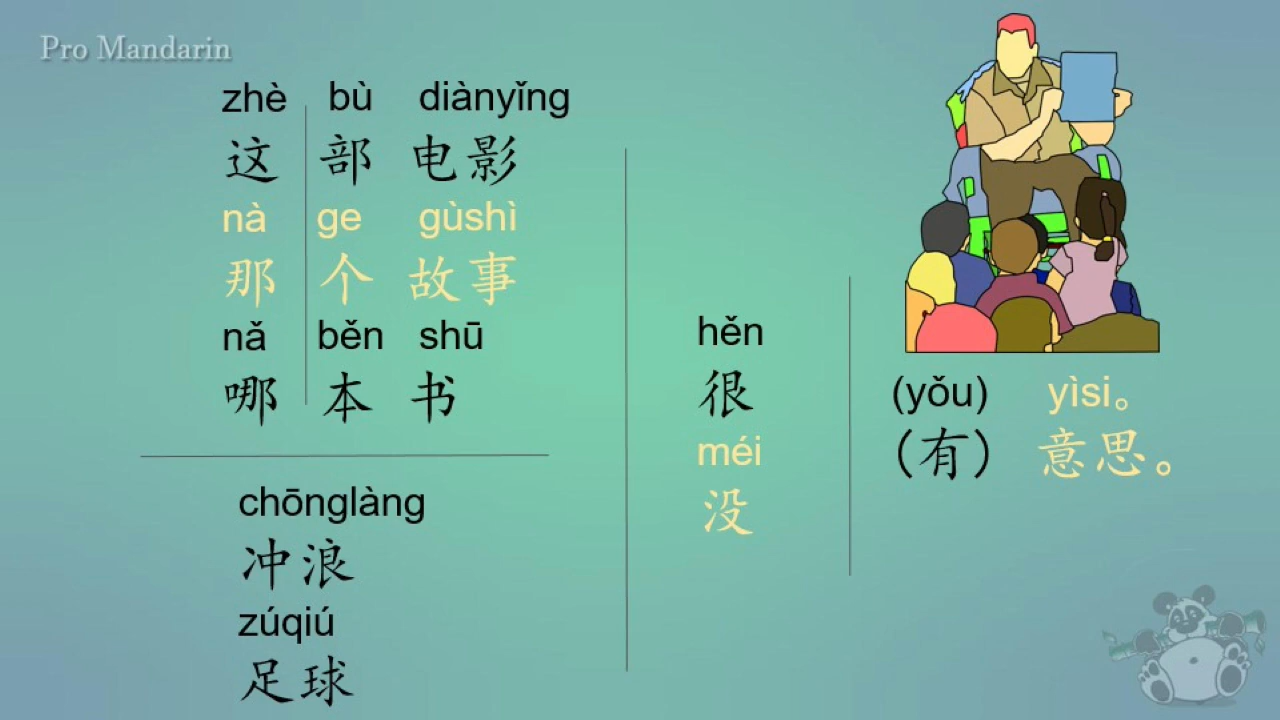 Pro Mandarin
zhè bù diànyǐng
这 部 电影
nà ge gùshì
那 个 故事
nǎ běn shū
哪 本 书
chōnglàng
冲浪
zúqiú
足球
hěn
很
méi
没
(yǒu) yìsi。
（有） 意思。